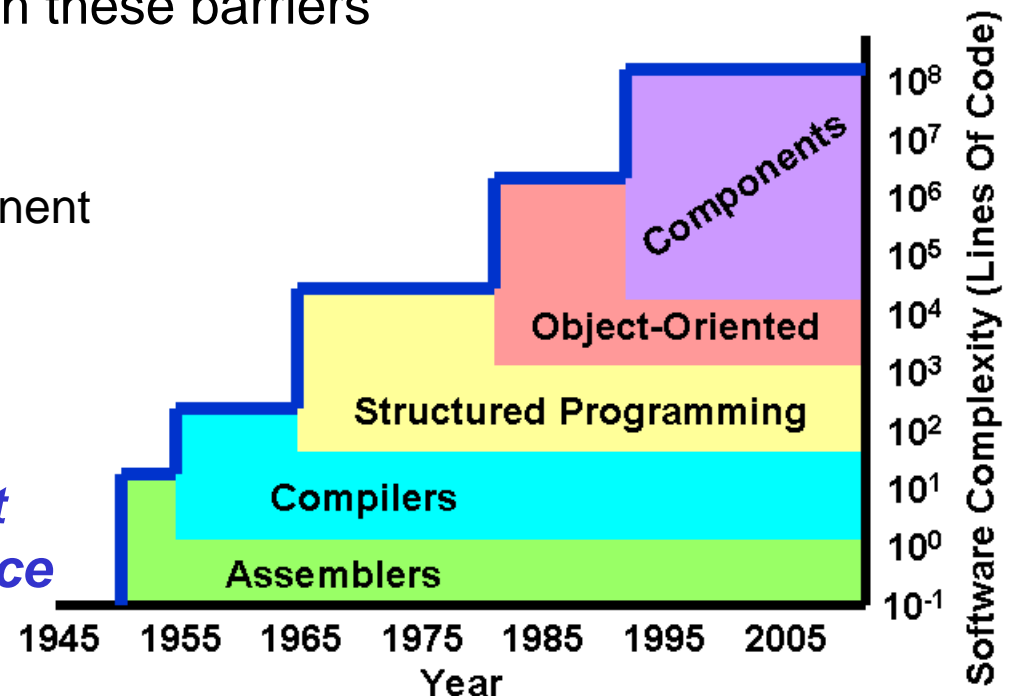 n these barriers
nent
t
ce
Components
Object-Oriented
Structured Programming
Compilers
Assemblers
10⁸
10⁷
10⁶
10⁵
10⁴
10³
10²
10¹
10⁰
10⁻¹
Software Complexity (Lines Of Code)
1945 1955 1965 1975 1985 1995 2005
Year